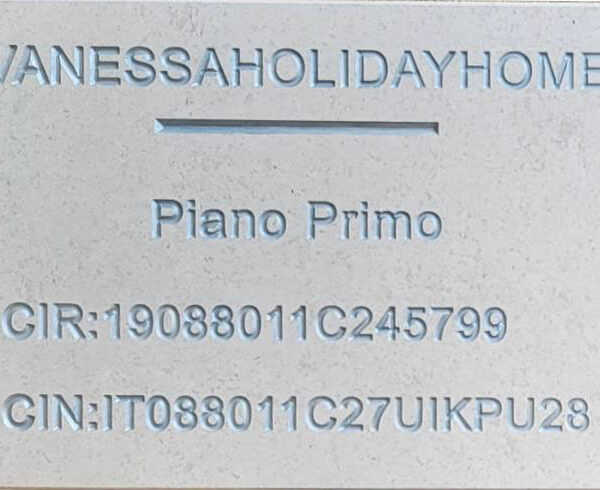 VANESSAHOLIDAYHOME
Piano Primo
CIR:19088011C245799
CIN:IT088011C27UIKPU28